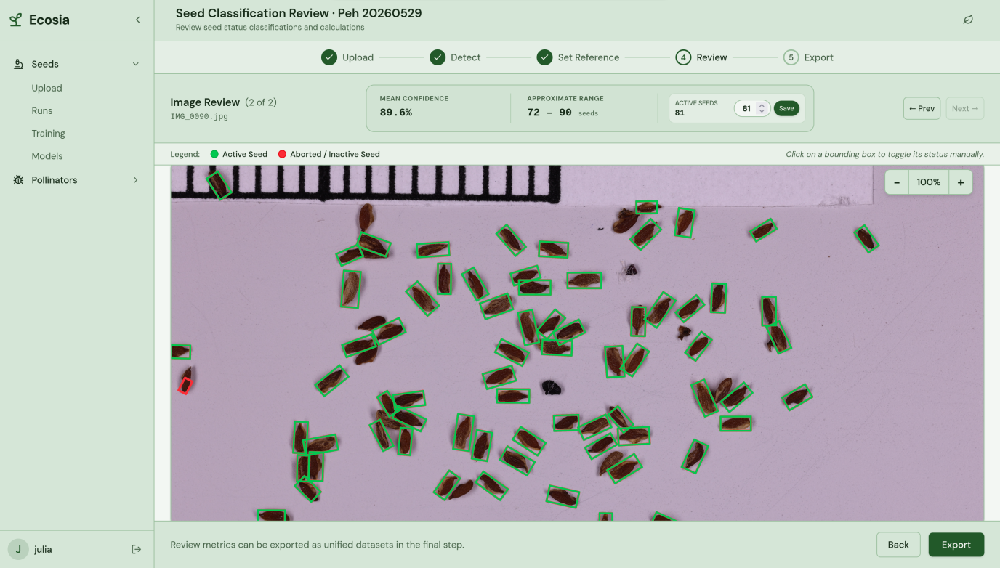 Ecosia
Seeds
Upload
Runs
Training
Models
Pollinators
J julia
Seed Classification Review · Peh 20260529
Review seed status classifications and calculations
Upload Detect Set Reference 4 Review 5 Export
Image Review (2 of 2)
IMG_0090.jpg
MEAN CONFIDENCE
89.6%
APPROXIMATE RANGE
72 – 90 seeds
ACTIVE SEEDS
81
81 Save
← Prev Next →
Legend: Active Seed Aborted / Inactive Seed
Click on a bounding box to toggle its status manually.
− 100% +
Review metrics can be exported as unified datasets in the final step.
Back Export